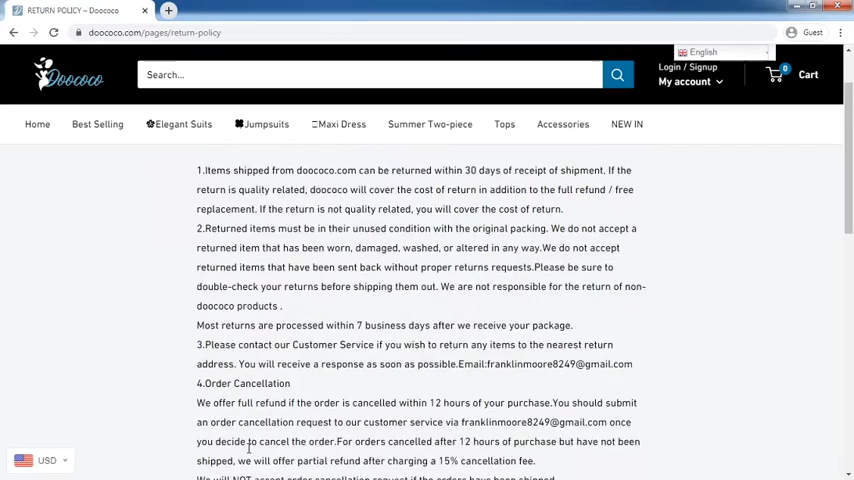 RETURN POLICY – Doococo
doococo.com/pages/return-policy
Guest
English
Doococo
Search...
Login / Signup
My account
0
Cart
Home
Best Selling
Elegant Suits
Jumpsuits
Maxi Dress
Summer Two-piece
Tops
Accessories
NEW IN
1.Items shipped from doococo.com can be returned within 30 days of receipt of shipment. If the
return is quality related, doococo will cover the cost of return in addition to the full refund / free
replacement. If the return is not quality related, you will cover the cost of return.
2.Returned items must be in their unused condition with the original packing. We do not accept a
returned item that has been worn, damaged, washed, or altered in any way.We do not accept
returned items that have been sent back without proper returns requests.Please be sure to
double-check your returns before shipping them out. We are not responsible for the return of non-
doococo products .
Most returns are processed within 7 business days after we receive your package.
3.Please contact our Customer Service if you wish to return any items to the nearest return
address. You will receive a response as soon as possible.Email:franklinmoore8249@gmail.com
4.Order Cancellation
We offer full refund if the order is cancelled within 12 hours of your purchase.You should submit
an order cancellation request to our customer service via franklinmoore8249@gmail.com once
you decide to cancel the order.For orders cancelled after 12 hours of purchase but have not been
shipped, we will offer partial refund after charging a 15% cancellation fee.
We will NOT accept order cancellation request if the orders have been shipped.
USD